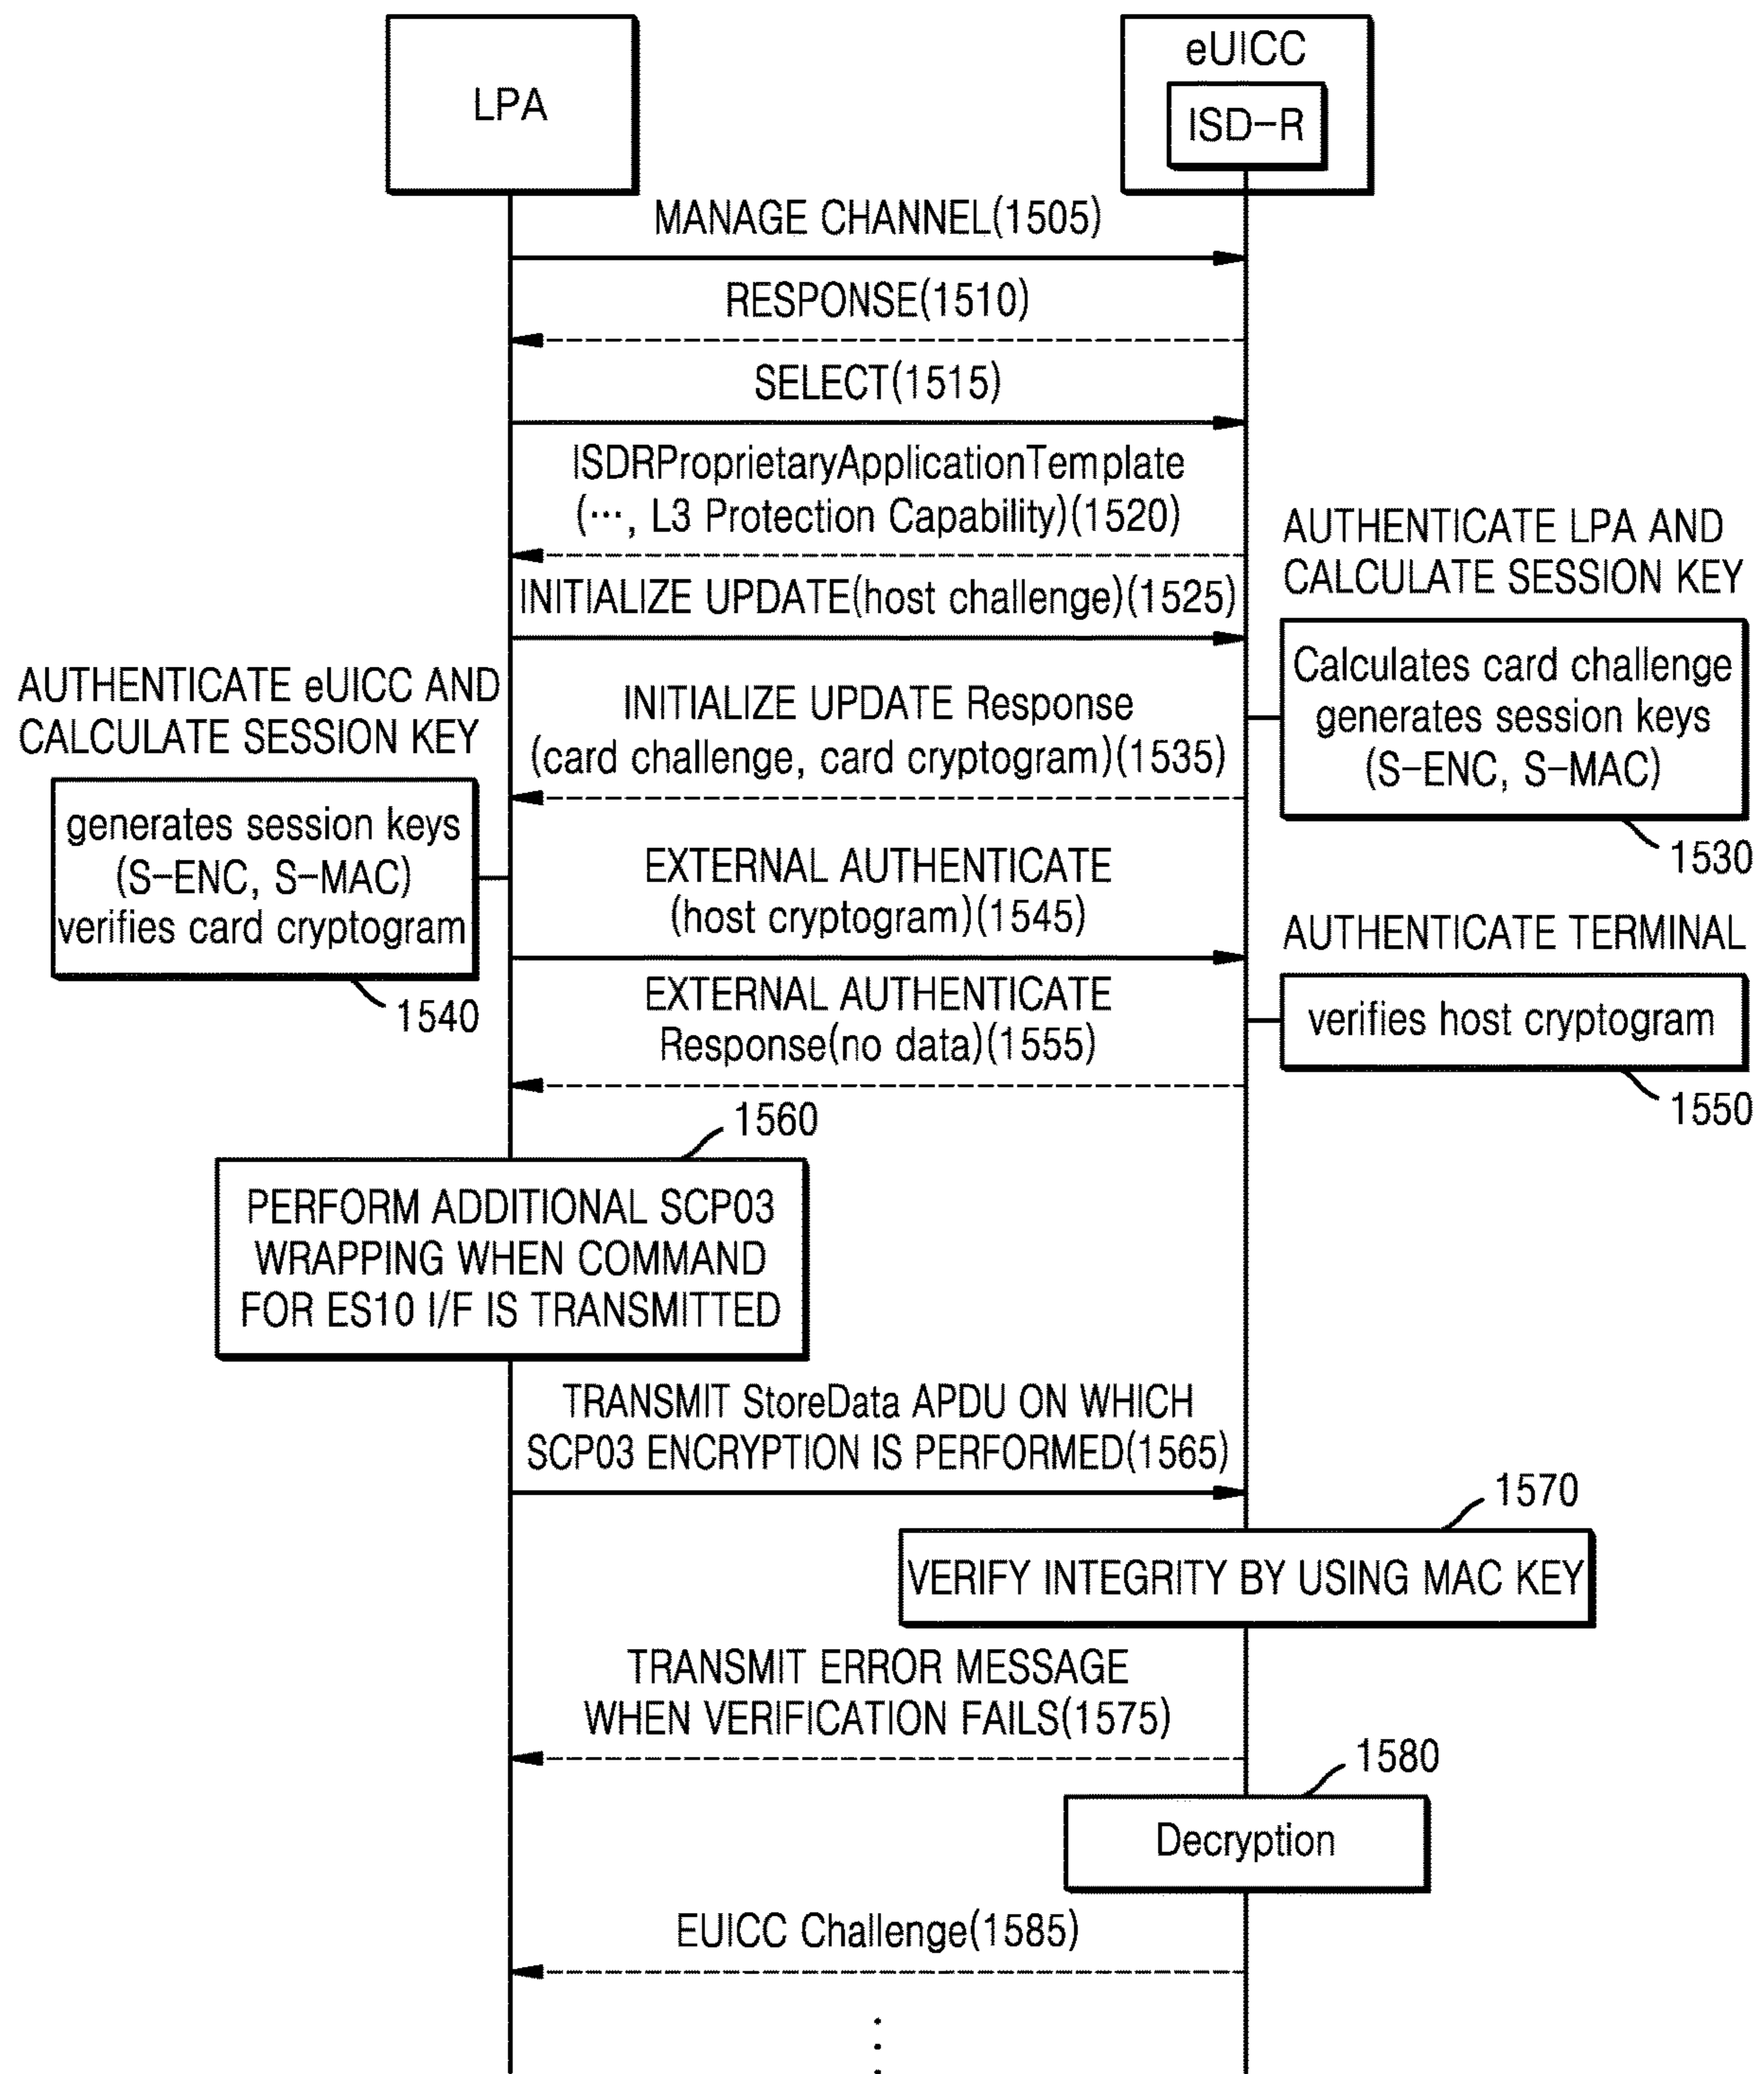 LPA
eUICC
ISD-R
MANAGE CHANNEL(1505)
RESPONSE(1510)
SELECT(1515)
ISDRProprietaryApplicationTemplate
(⋯, L3 Protection Capability)(1520)
INITIALIZE UPDATE(host challenge)(1525)
AUTHENTICATE LPA AND
CALCULATE SESSION KEY
Calculates card challenge
generates session keys
(S-ENC, S-MAC)
1530
INITIALIZE UPDATE Response
(card challenge, card cryptogram)(1535)
AUTHENTICATE eUICC AND
CALCULATE SESSION KEY
generates session keys
(S-ENC, S-MAC)
verifies card cryptogram
1540
EXTERNAL AUTHENTICATE
(host cryptogram)(1545)
AUTHENTICATE TERMINAL
verifies host cryptogram
1550
EXTERNAL AUTHENTICATE
Response(no data)(1555)
1560
PERFORM ADDITIONAL SCP03
WRAPPING WHEN COMMAND
FOR ES10 I/F IS TRANSMITTED
TRANSMIT StoreData APDU ON WHICH
SCP03 ENCRYPTION IS PERFORMED(1565)
1570
VERIFY INTEGRITY BY USING MAC KEY
TRANSMIT ERROR MESSAGE
WHEN VERIFICATION FAILS(1575)
1580
Decryption
EUICC Challenge(1585)